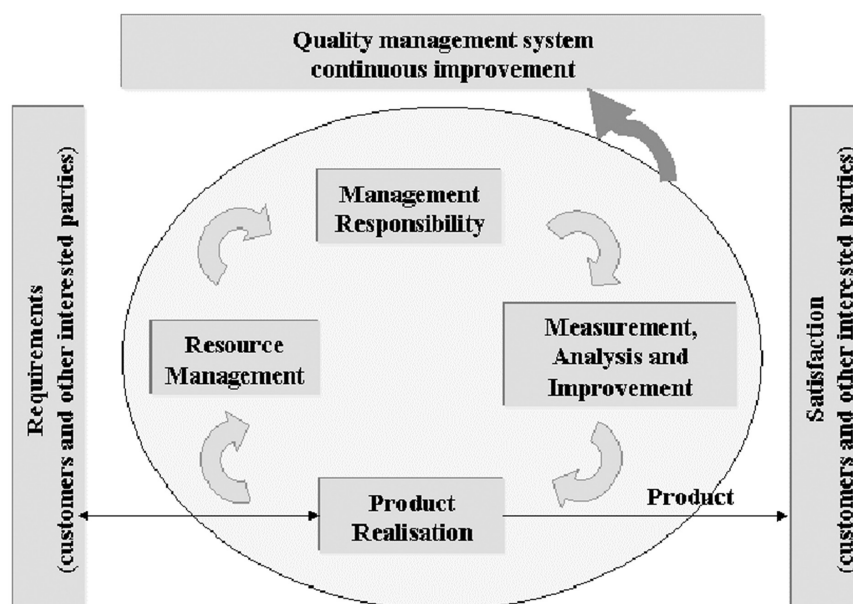 Quality management system
continuous improvement
Requirements
(customers and other interested parties)
Management
Responsibility
Resource
Management
Measurement,
Analysis and
Improvement
Product
Realisation
Product
Satisfaction
(customers and other interested parties)